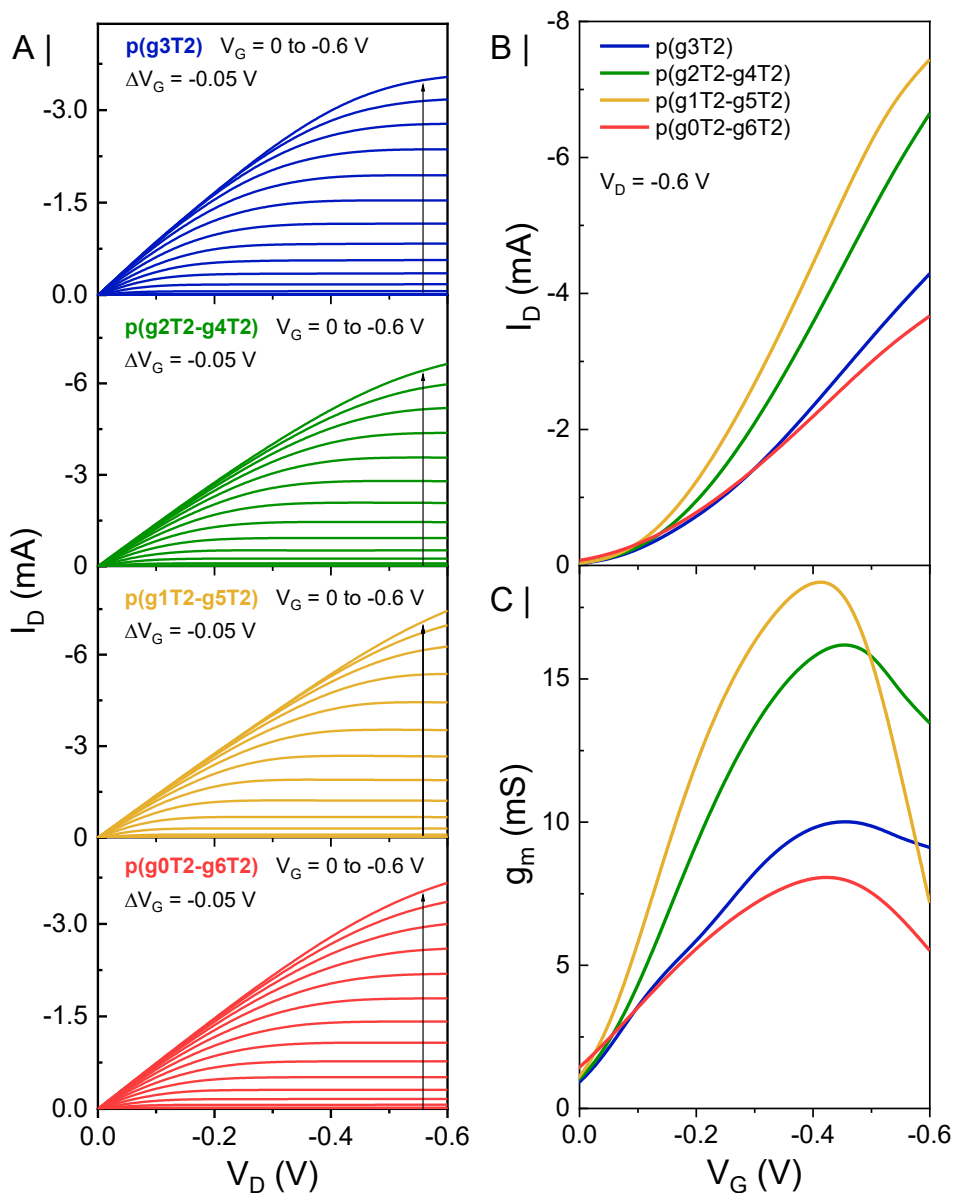 A |
p(g3T2) V_G = 0 to -0.6 V
ΔV_G = -0.05 V
-3.0
-1.5
0.0
p(g2T2-g4T2) V_G = 0 to -0.6 V
ΔV_G = -0.05 V
-6
-3
0
p(g1T2-g5T2) V_G = 0 to -0.6 V
ΔV_G = -0.05 V
-6
-3
0
p(g0T2-g6T2) V_G = 0 to -0.6 V
ΔV_G = -0.05 V
-3.0
-1.5
0.0
I_D (mA)
0.0 -0.2 -0.4 -0.6
V_D (V)
B |
-8
-6
-4
-2
0
I_D (mA)
p(g3T2)
p(g2T2-g4T2)
p(g1T2-g5T2)
p(g0T2-g6T2)
V_D = -0.6 V
C |
15
10
5
0
g_m (mS)
0.0 -0.2 -0.4 -0.6
V_G (V)